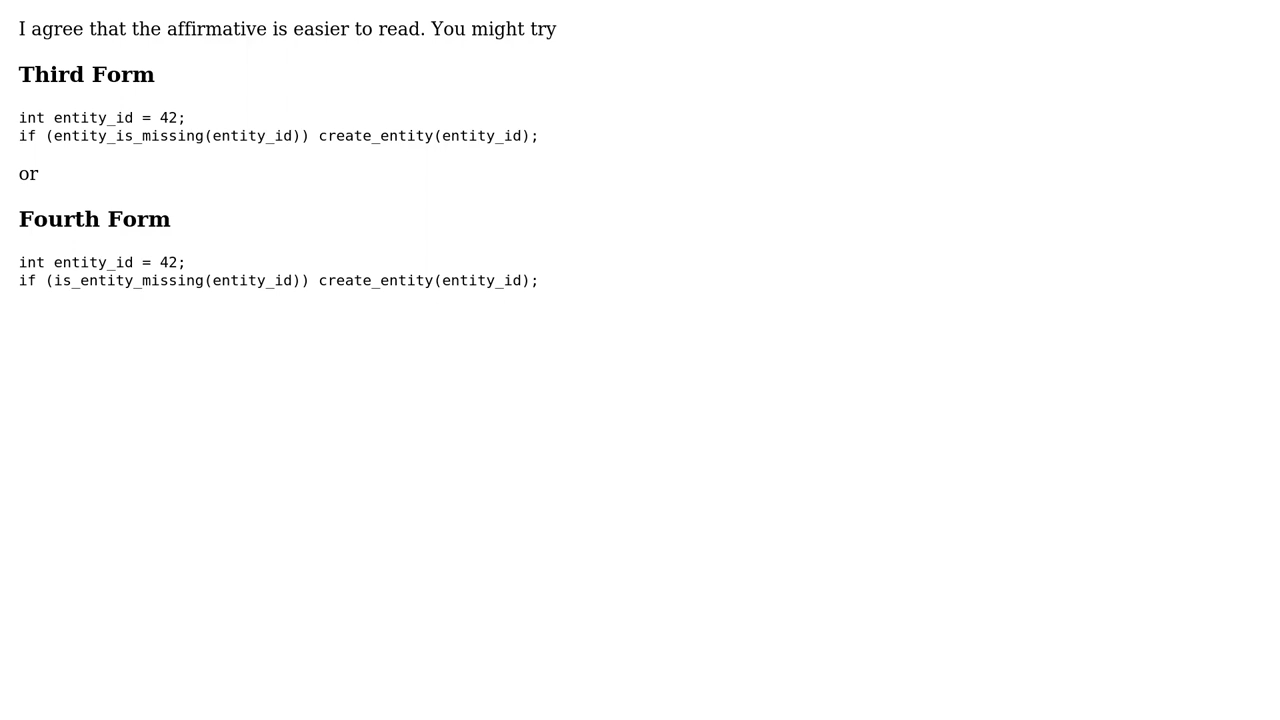 I agree that the affirmative is easier to read. You might try
Third Form
int entity_id = 42;
if (entity_is_missing(entity_id)) create_entity(entity_id);
or
Fourth Form
int entity_id = 42;
if (is_entity_missing(entity_id)) create_entity(entity_id);